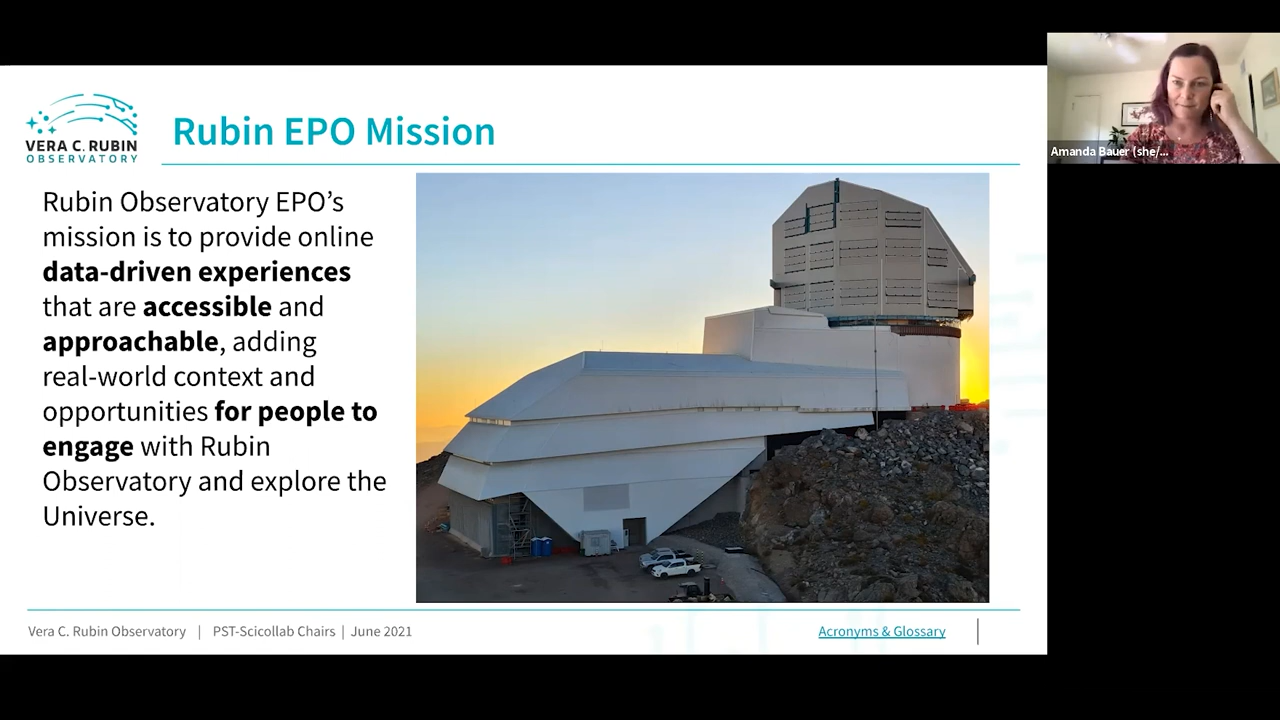 VERA C. RUBIN
OBSERVATORY
Rubin EPO Mission
Rubin Observatory EPO’s
mission is to provide online
data-driven experiences
that are accessible and
approachable, adding
real-world context and
opportunities for people to
engage with Rubin
Observatory and explore the
Universe.
Vera C. Rubin Observatory | PST-Scicollab Chairs | June 2021
Acronyms & Glossary
Amanda Bauer (she/...